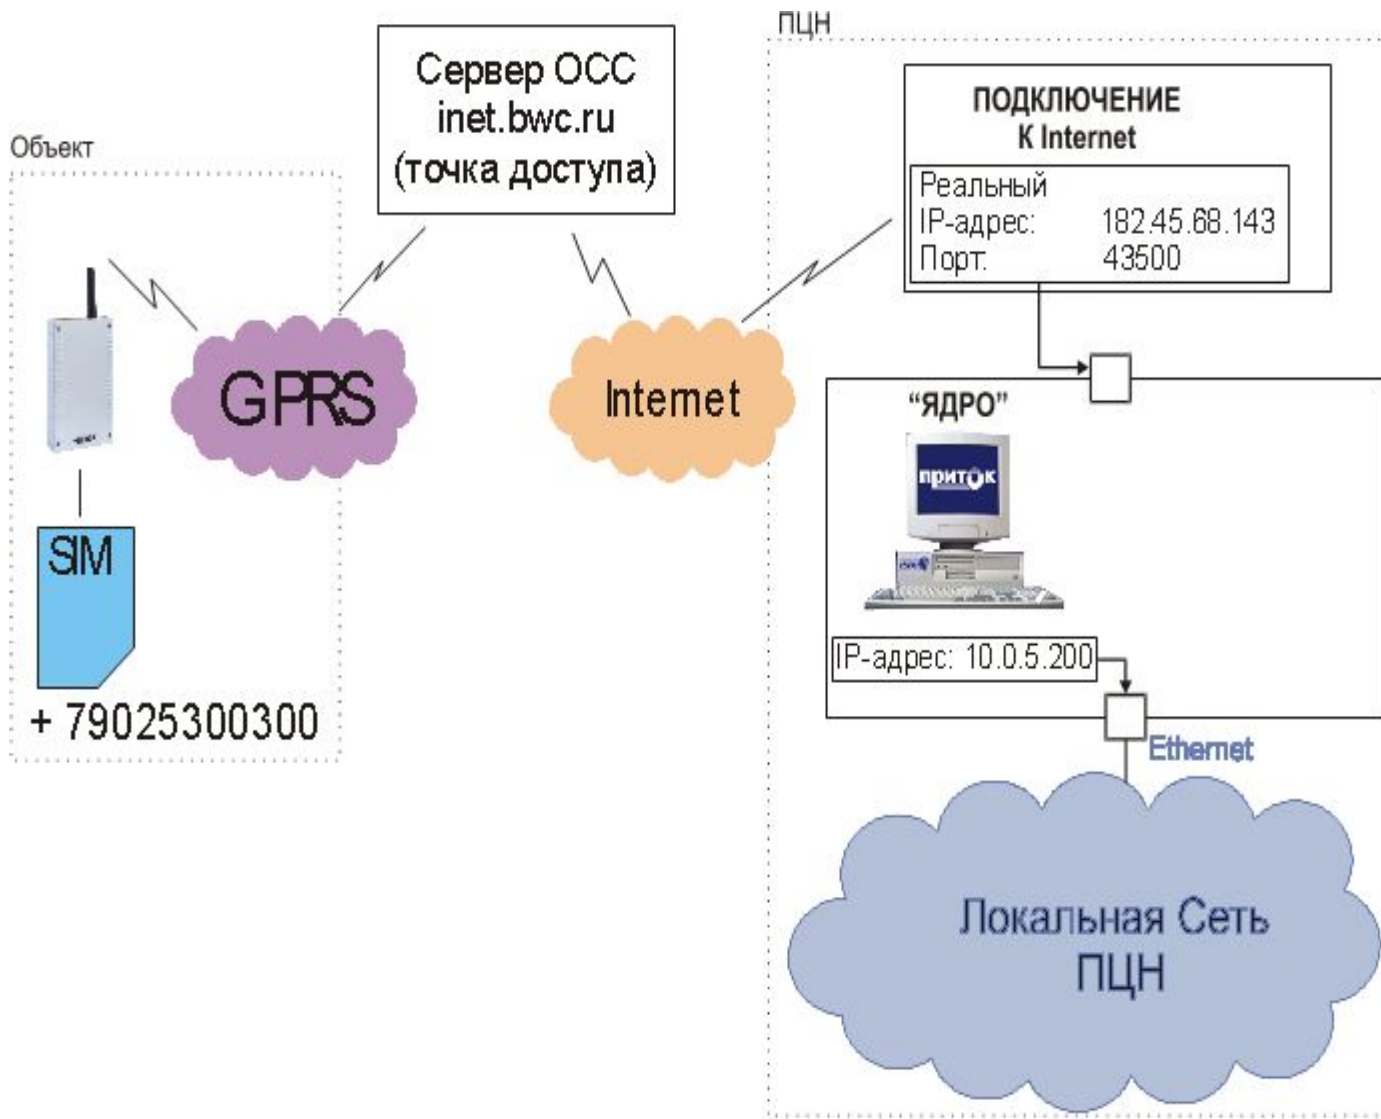 ПЦН
Сервер ОСС
inet.bwc.ru
(точка доступа)
ПОДКЛЮЧЕНИЕ
К Internet
Объект
Реальный
IP-адрес: 182.45.68.143
Порт: 43500
GPRS
Internet
“ЯДРО”
приток
SIM
IP-адрес: 10.0.5.200
+ 79025300300
Ethernet
Локальная Сеть
ПЦН